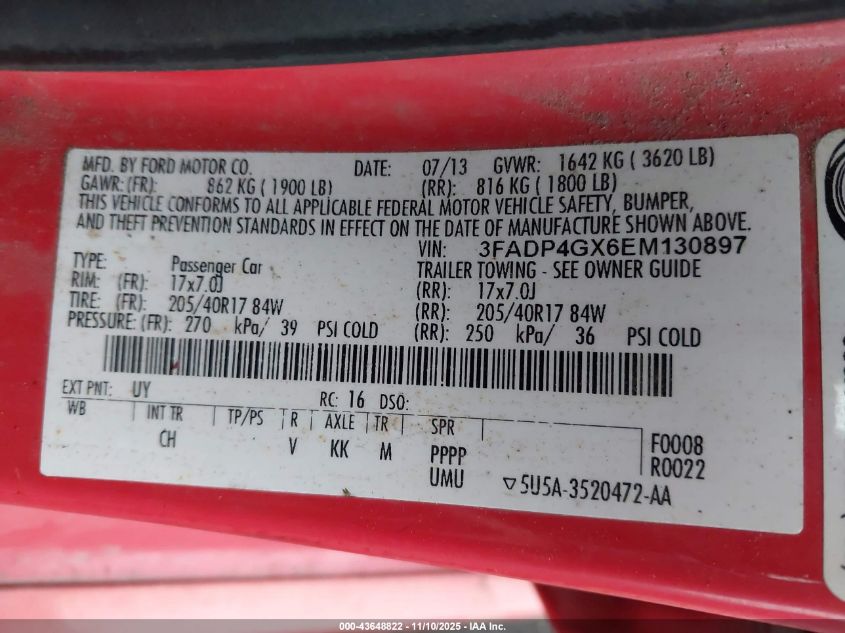 MFD. BY FORD MOTOR CO. DATE: 07/13 GVWR: 1642 KG ( 3620 LB)
GAWR: (FR): 862 KG ( 1900 LB) (RR): 816 KG ( 1800 LB)
THIS VEHICLE CONFORMS TO ALL APPLICABLE FEDERAL MOTOR VEHICLE SAFETY, BUMPER,
AND THEFT PREVENTION STANDARDS IN EFFECT ON THE DATE OF MANUFACTURE SHOWN ABOVE.
VIN: 3FADP4GX6EM130897
TYPE: Passenger Car TRAILER TOWING - SEE OWNER GUIDE
RIM: (FR): 17x7.0J (RR): 17x7.0J
TIRE: (FR): 205/40R17 84W (RR): 205/40R17 84W
PRESSURE: (FR): 270 kPa/ 39 PSI COLD (RR): 250 kPa/ 36 PSI COLD
EXT PNT: UY RC: 16 DSO:
WB INT TR TP/PS R AXLE TR SPR F0008
CH V KK M PPPP R0022
UMU ▽5U5A-3520472-AA
000-43648822 - 11/10/2025 - IAA Inc.